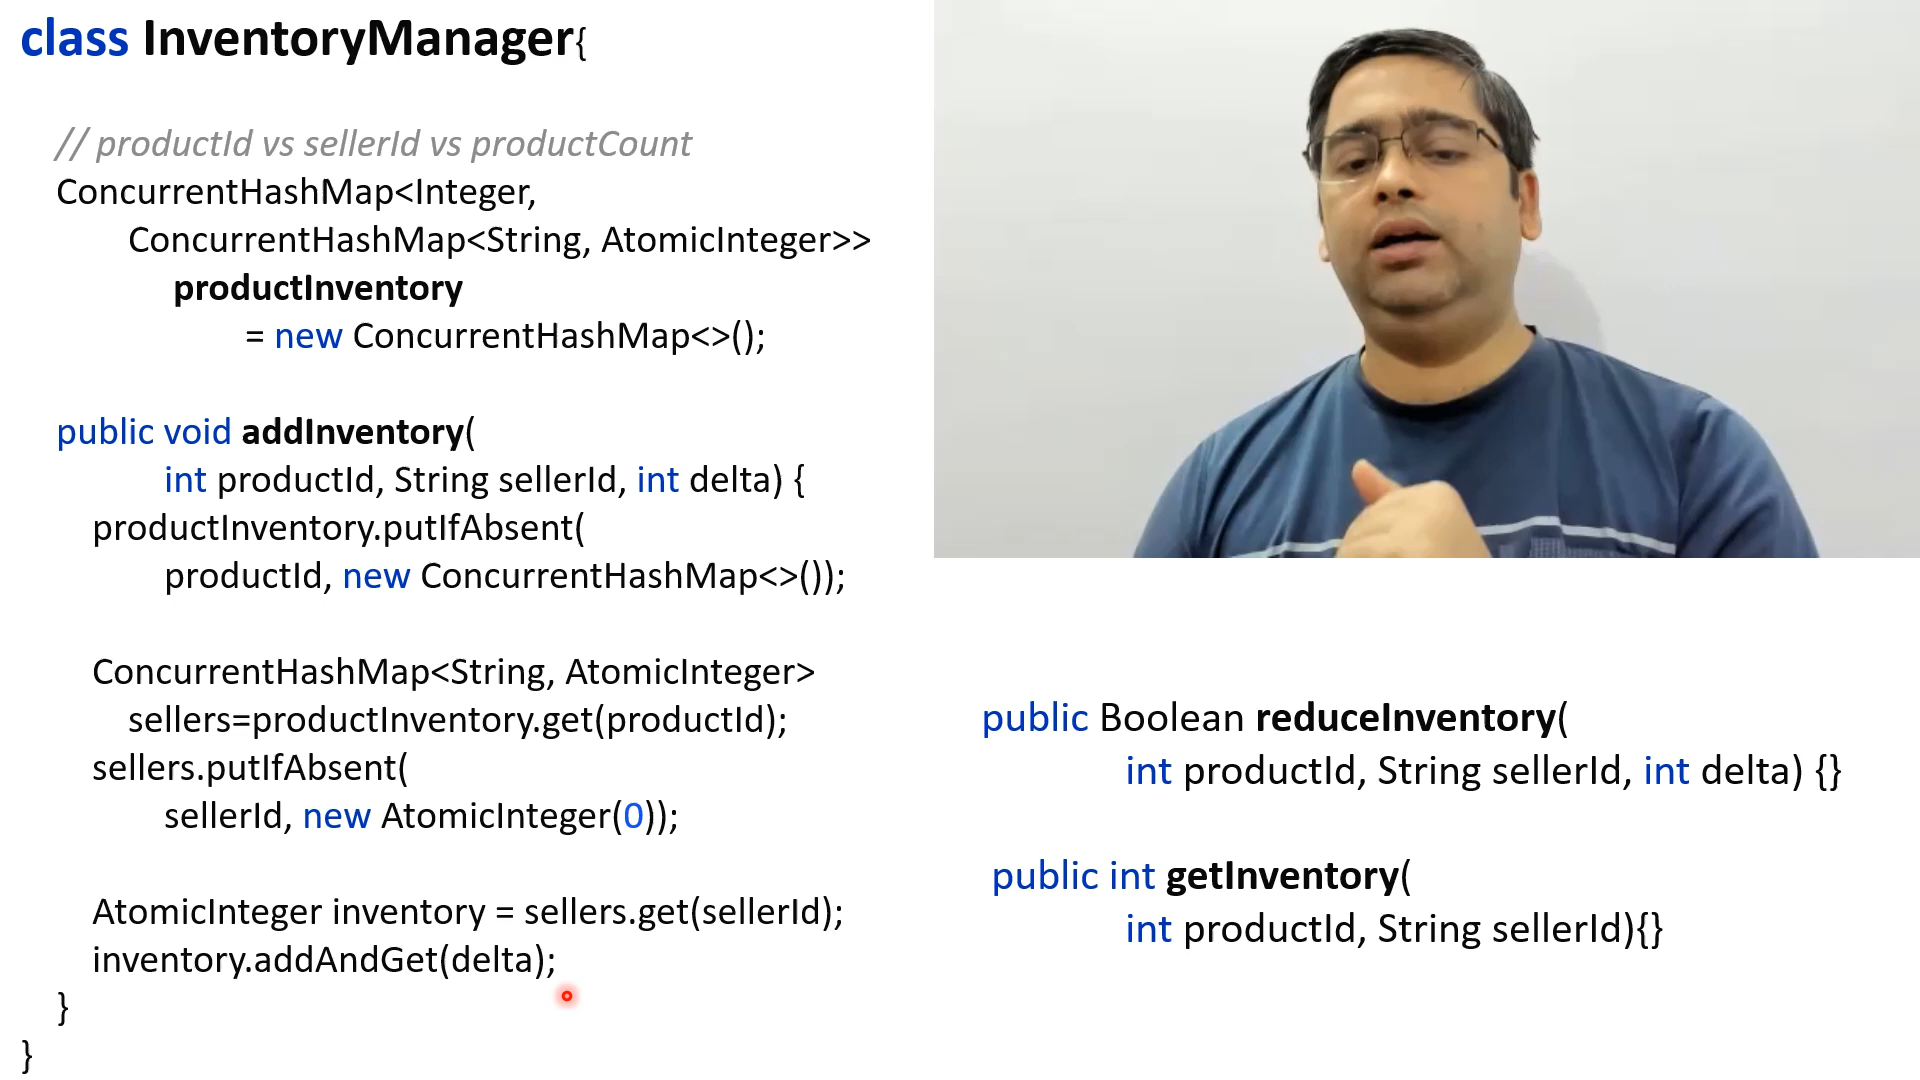 class InventoryManager{
// productId vs sellerId vs productCount
ConcurrentHashMap<Integer,
ConcurrentHashMap<String, AtomicInteger>>
productInventory
= new ConcurrentHashMap<>();
public void addInventory(
int productId, String sellerId, int delta) {
productInventory.putIfAbsent(
productId, new ConcurrentHashMap<>());
ConcurrentHashMap<String, AtomicInteger>
sellers=productInventory.get(productId);
sellers.putIfAbsent(
sellerId, new AtomicInteger(0));
AtomicInteger inventory = sellers.get(sellerId);
inventory.addAndGet(delta);
}
}
public Boolean reduceInventory(
int productId, String sellerId, int delta) {}
public int getInventory(
int productId, String sellerId){}